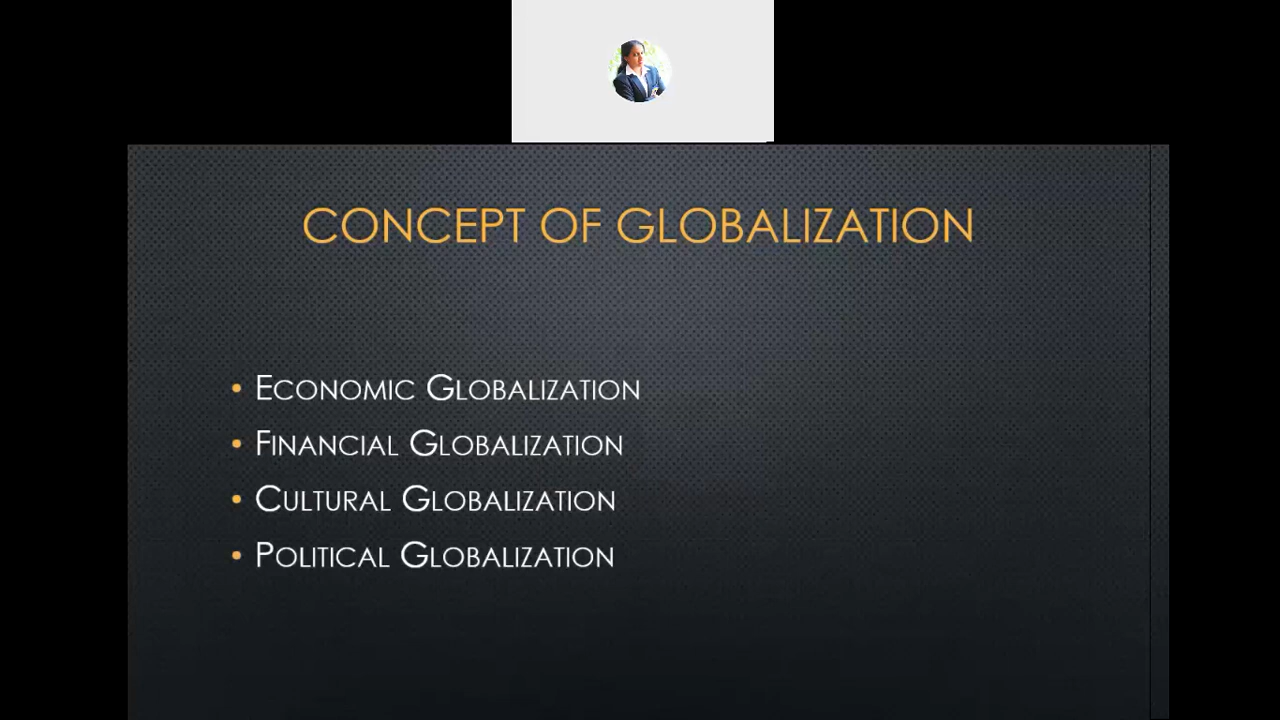 CONCEPT OF GLOBALIZATION
• ECONOMIC GLOBALIZATION
• FINANCIAL GLOBALIZATION
• CULTURAL GLOBALIZATION
• POLITICAL GLOBALIZATION